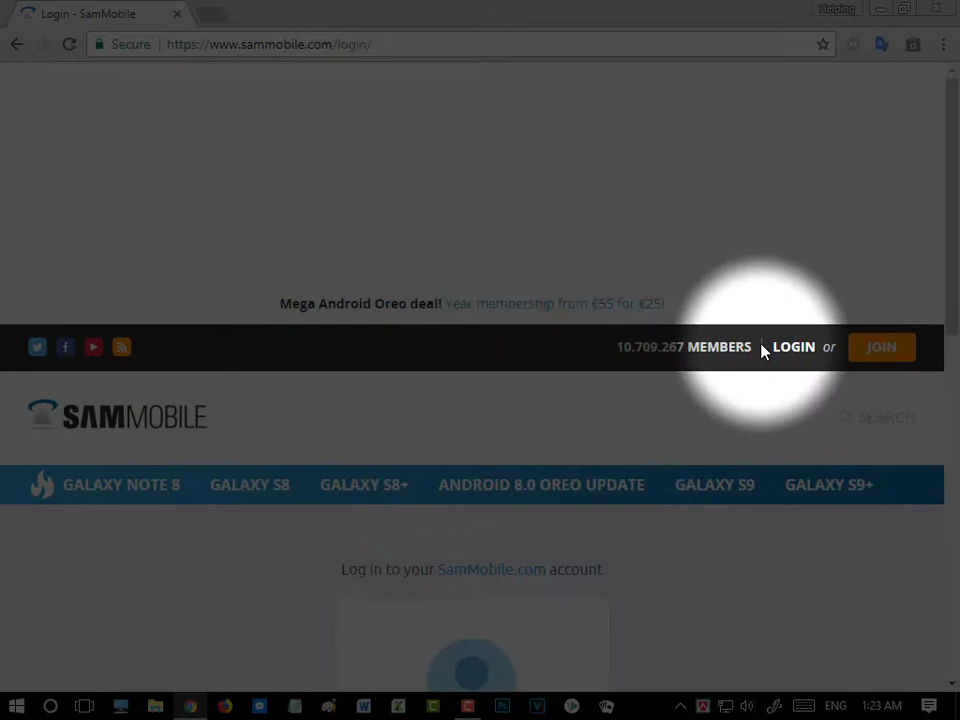 Login - SamMobile
Helping
Secure | https://www.sammobile.com/login/
Mega Android Oreo deal! Year membership from €55 for €25!
10.709.267 MEMBERS | LOGIN or JOIN
SAMMOBILE
SEARCH
GALAXY NOTE 8 GALAXY S8 GALAXY S8+ ANDROID 8.0 OREO UPDATE GALAXY S9 GALAXY S9+
Log in to your SamMobile.com account
ENG 1:23 AM